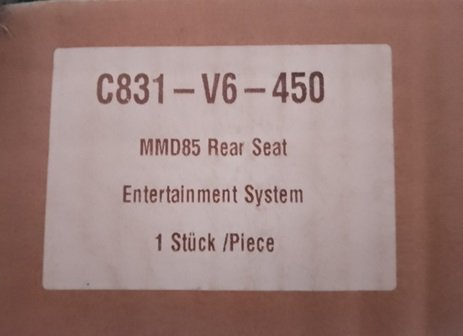 C831-V6-450
MMD85 Rear Seat
Entertainment System
1 Stück /Piece